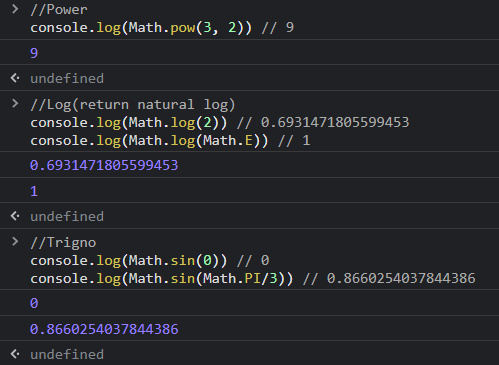 > //Power
console.log(Math.pow(3, 2)) // 9
9
undefined
> //Log(return natural log)
console.log(Math.log(2)) // 0.6931471805599453
console.log(Math.log(Math.E)) // 1
0.6931471805599453
1
undefined
> //Trigno
console.log(Math.sin(0)) // 0
console.log(Math.sin(Math.PI/3)) // 0.8660254037844386
0
0.8660254037844386
undefined